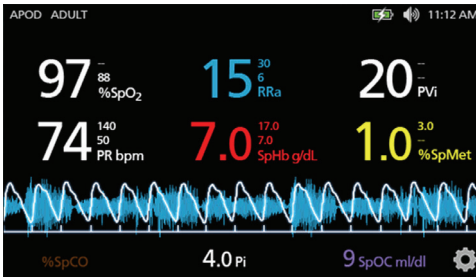 APOD ADULT 11:12 AM
97 -- 88 %SpO₂ 15 30 6 RRa 20 -- -- PVi
74 140 50 PR bpm 7.0 17.0 7.0 SpHb g/dL 1.0 3.0 -- %SpMet
%SpCO 4.0 Pi 9 SpOC ml/dl